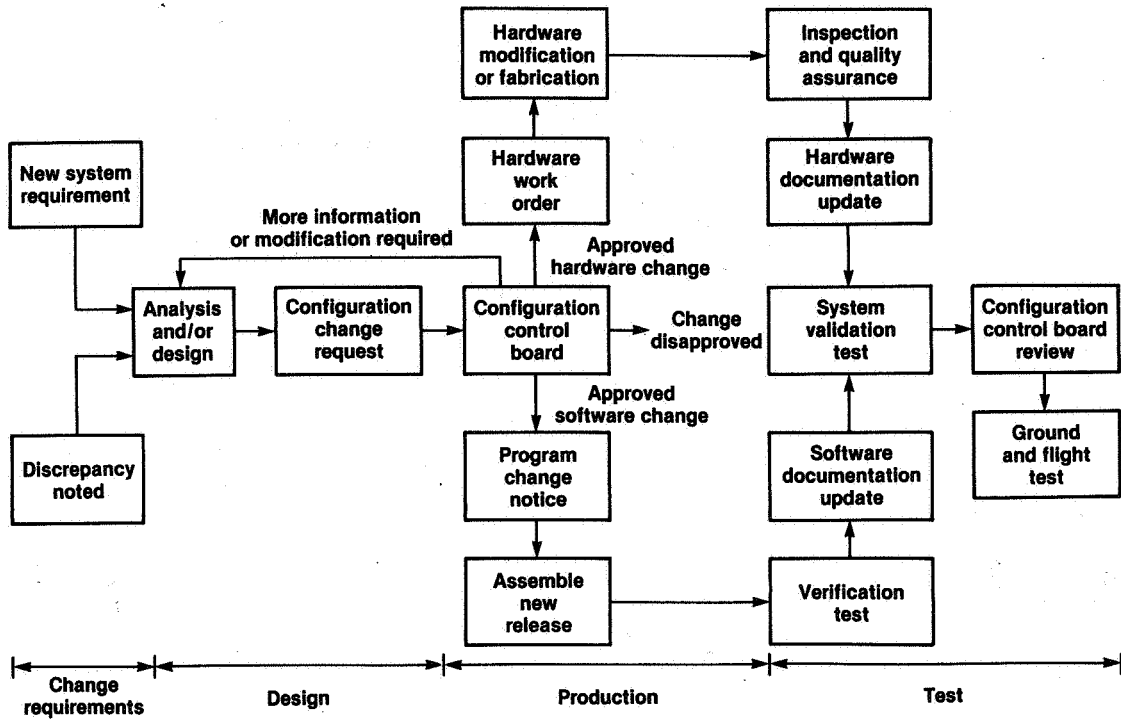 Hardware
modification
or fabrication
Inspection
and quality
assurance
New system
requirement
Hardware
work
order
Hardware
documentation
update
More information
or modification required
Approved
hardware change
Analysis
and/or
design
Configuration
change
request
Configuration
control
board
Change
disapproved
System
validation
test
Configuration
control board
review
Approved
software change
Discrepancy
noted
Program
change
notice
Software
documentation
update
Ground
and flight
test
Assemble
new
release
Verification
test
Change
requirements
Design
Production
Test